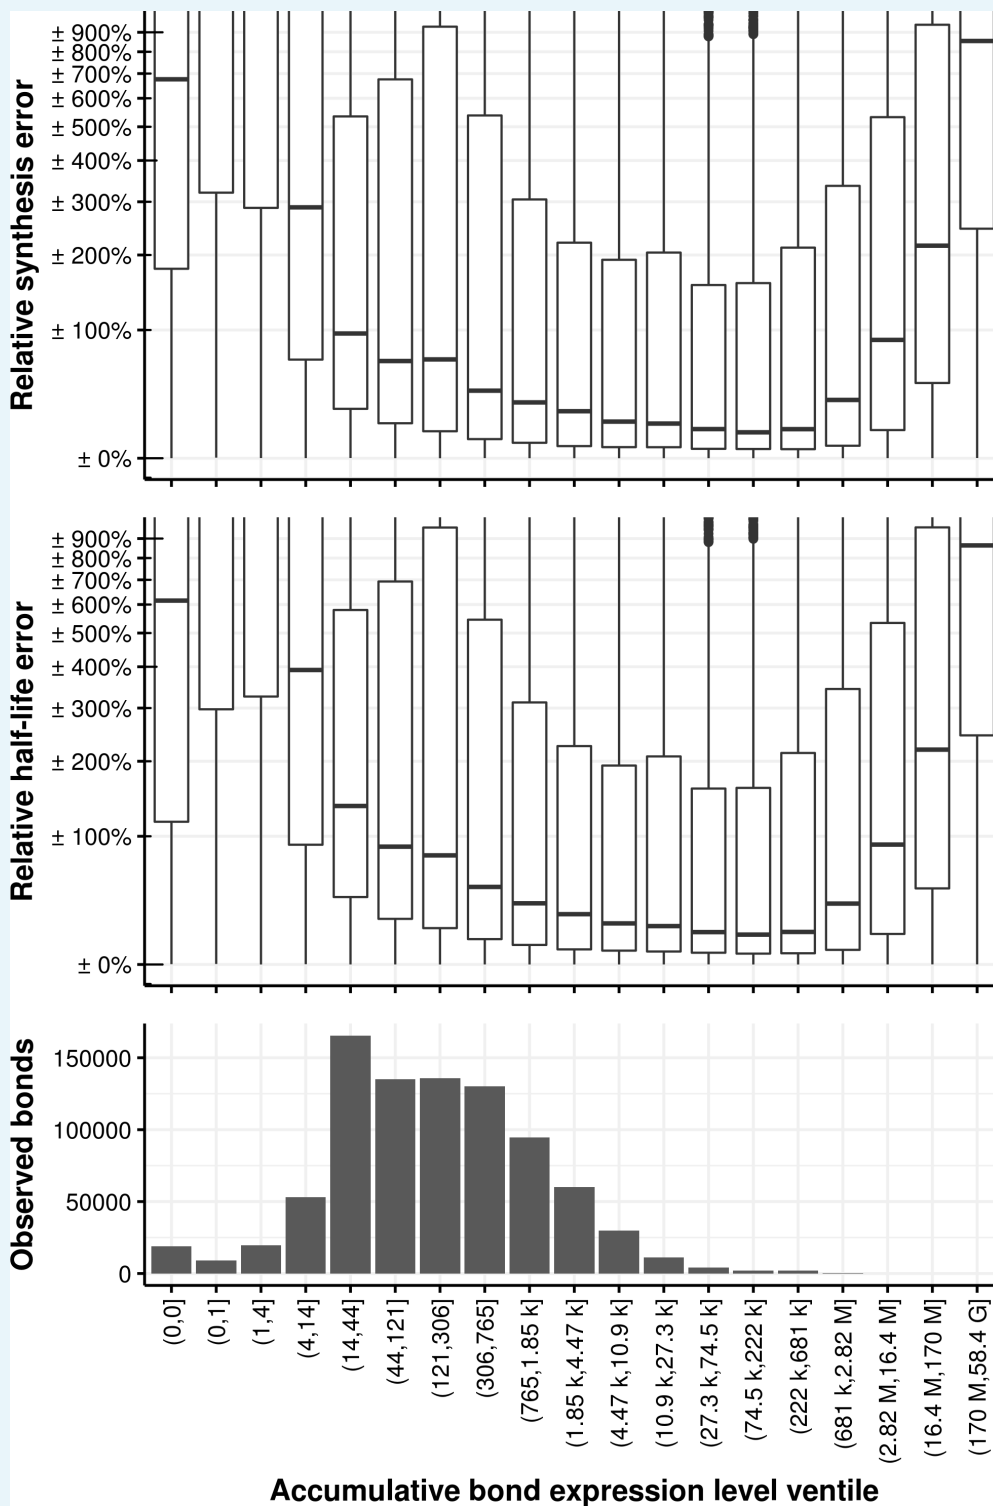 Relative synthesis error
± 900%
± 800%
± 700%
± 600%
± 500%
± 400%
± 300%
± 200%
± 100%
± 0%
Relative half-life error
± 900%
± 800%
± 700%
± 600%
± 500%
± 400%
± 300%
± 200%
± 100%
± 0%
Observed bonds
150000
100000
50000
0
(0,0]
(0,1]
(1,4]
(4,14]
(14,44]
(44,121]
(121,306]
(306,765]
(765,1.85 k]
(1.85 k,4.47 k]
(4.47 k,10.9 k]
(10.9 k,27.3 k]
(27.3 k,74.5 k]
(74.5 k,222 k]
(222 k,681 k]
(681 k,2.82 M]
(2.82 M,16.4 M]
(16.4 M,170 M]
(170 M,58.4 G]
Accumulative bond expression level ventile